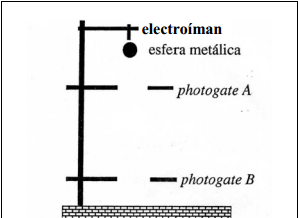 electroíman
esfera metálica
photogate A
photogate B